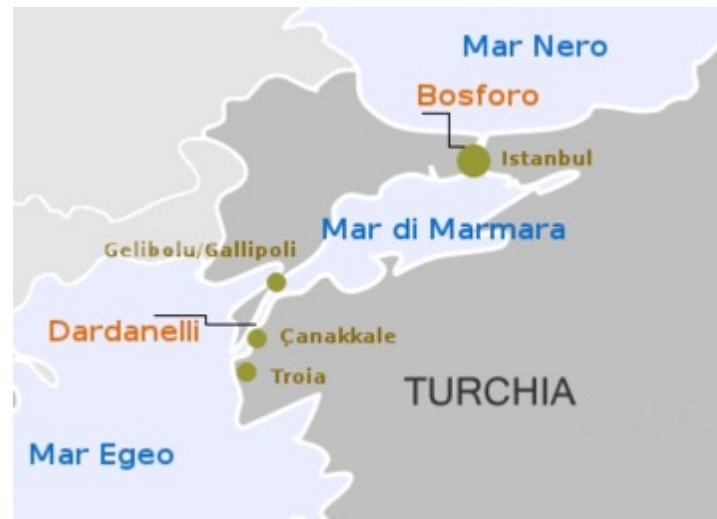 Mar Nero
Bosforo
Istanbul
Mar di Marmara
Gelibolu/Gallipoli
Dardanelli
Çanakkale
Troia
TURCHIA
Mar Egeo